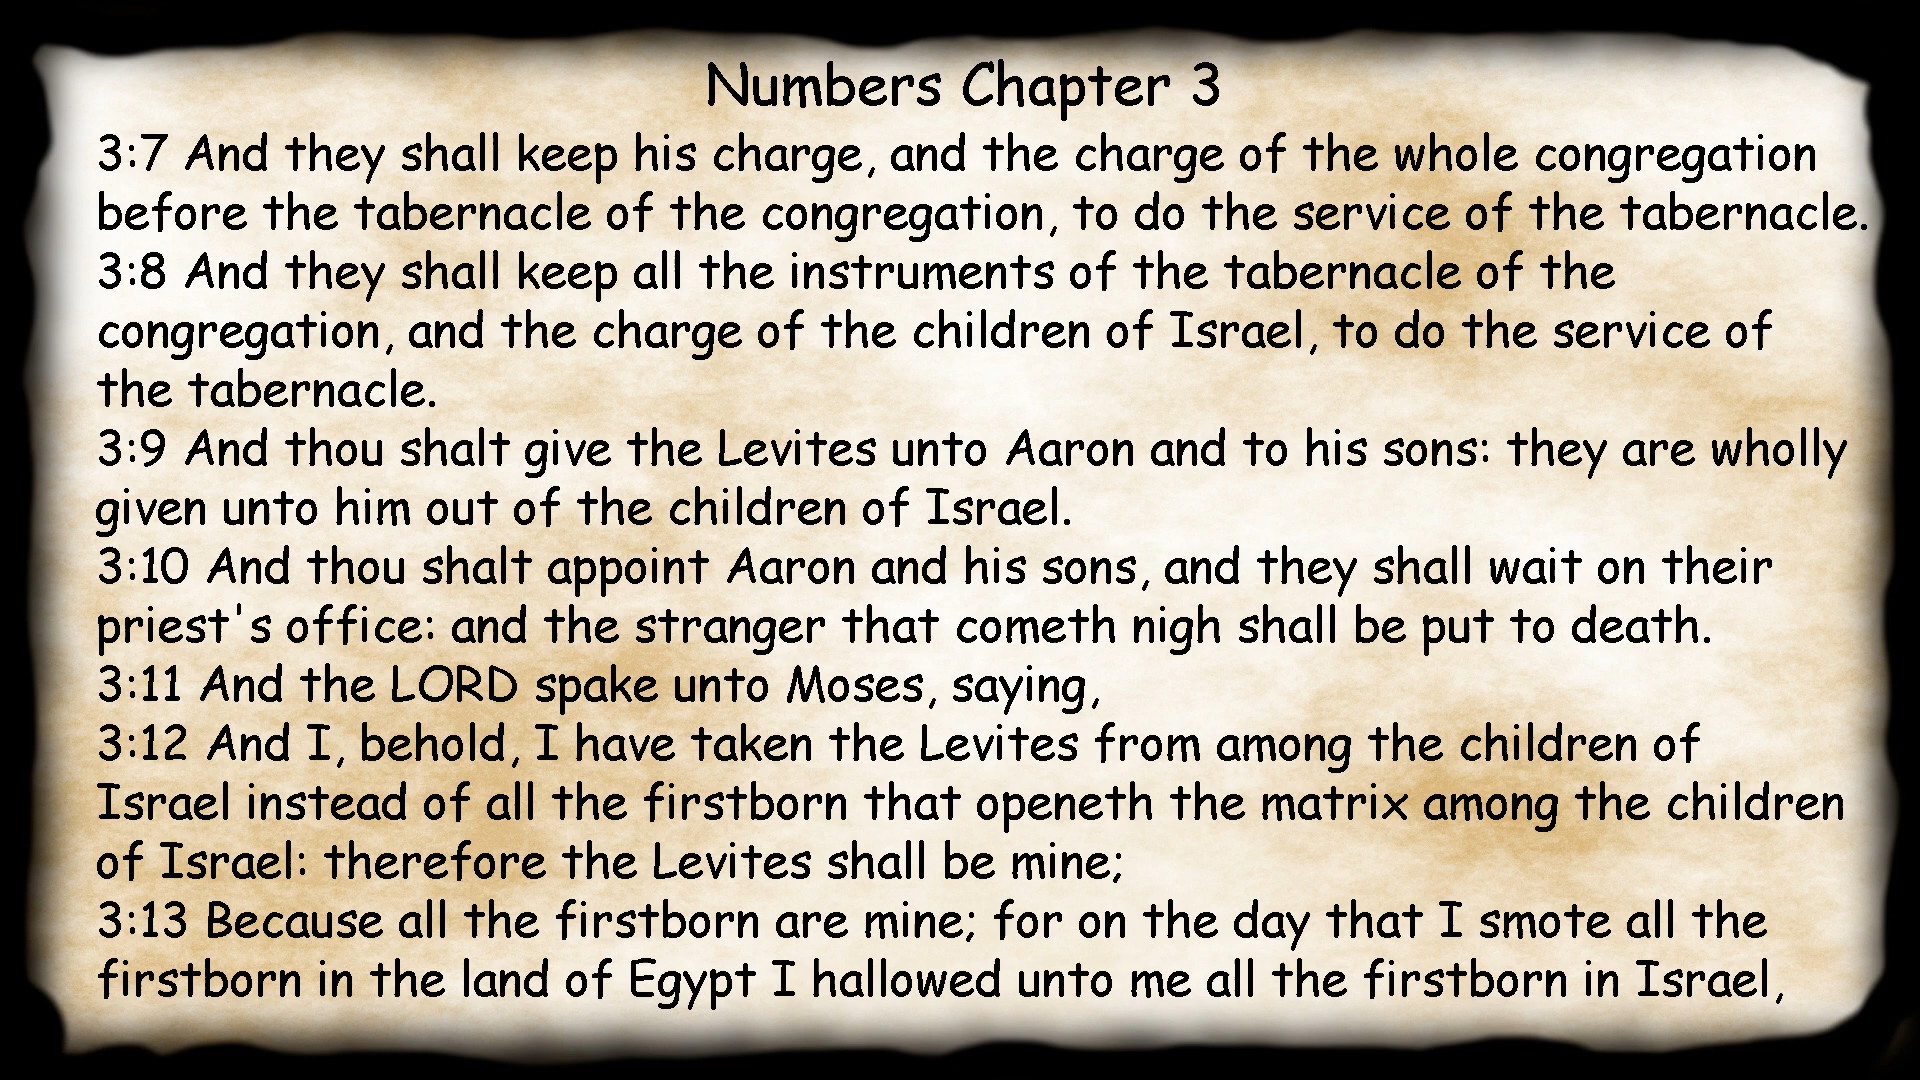 Numbers Chapter 3
3:7 And they shall keep his charge, and the charge of the whole congregation
before the tabernacle of the congregation, to do the service of the tabernacle.
3:8 And they shall keep all the instruments of the tabernacle of the
congregation, and the charge of the children of Israel, to do the service of
the tabernacle.
3:9 And thou shalt give the Levites unto Aaron and to his sons: they are wholly
given unto him out of the children of Israel.
3:10 And thou shalt appoint Aaron and his sons, and they shall wait on their
priest's office: and the stranger that cometh nigh shall be put to death.
3:11 And the LORD spake unto Moses, saying,
3:12 And I, behold, I have taken the Levites from among the children of
Israel instead of all the firstborn that openeth the matrix among the children
of Israel: therefore the Levites shall be mine;
3:13 Because all the firstborn are mine; for on the day that I smote all the
firstborn in the land of Egypt I hallowed unto me all the firstborn in Israel,